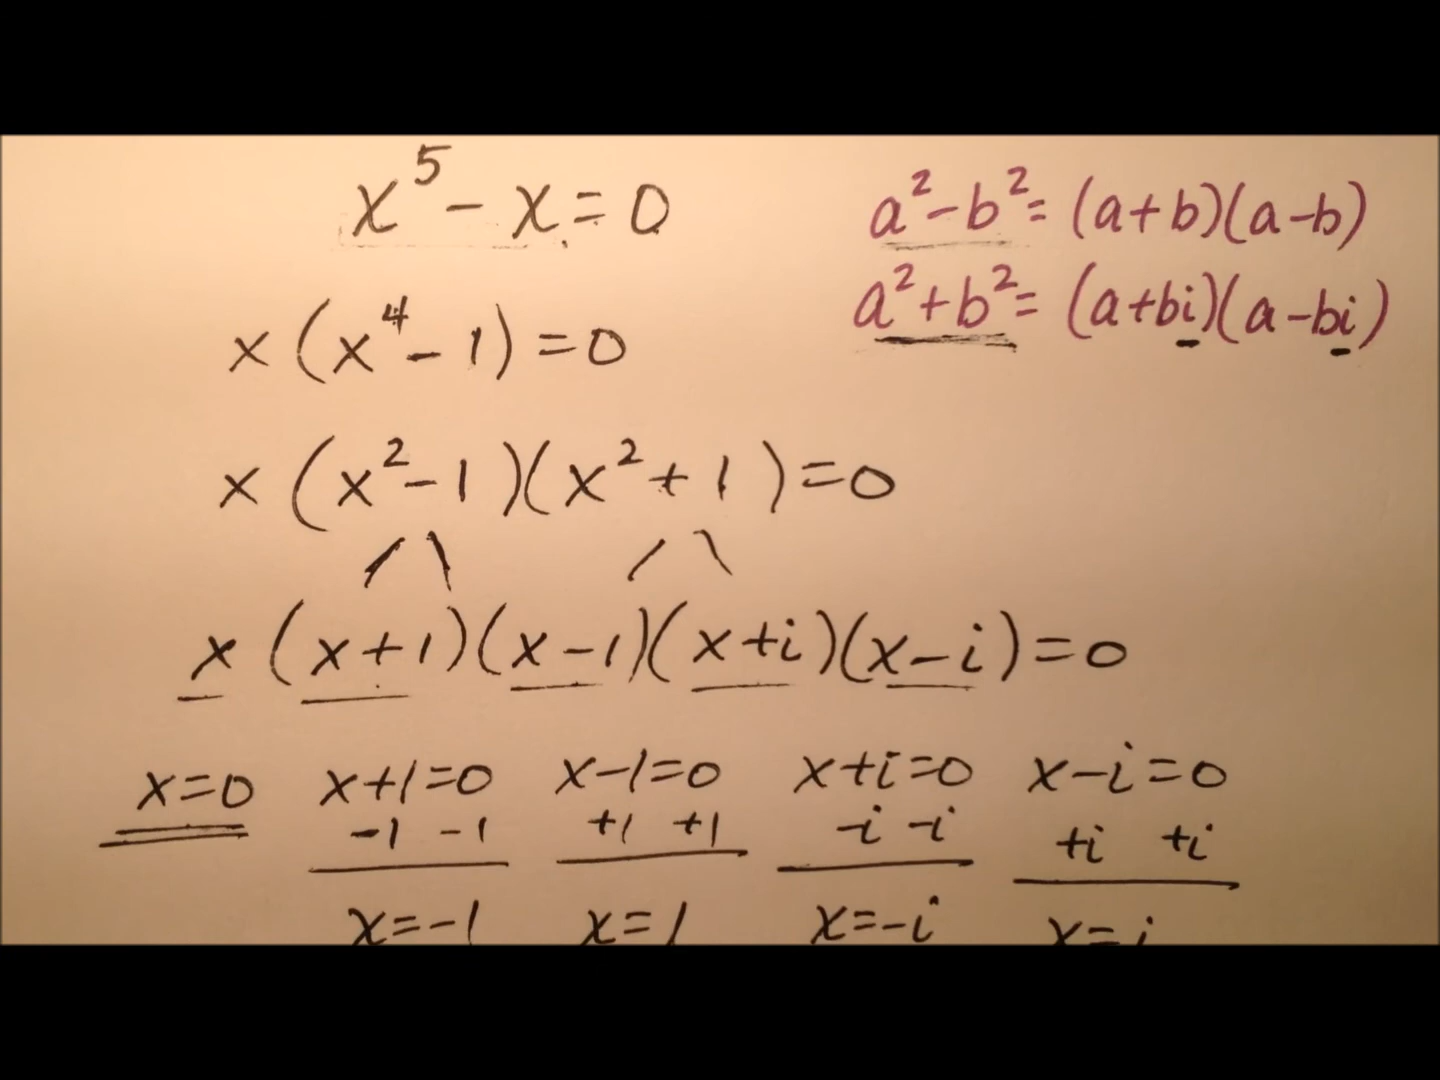 x⁵ - x = 0
a² - b² = (a+b)(a-b)
a² + b² = (a+bi)(a-bi)
x(x⁴ - 1) = 0
x(x² - 1)(x² + 1) = 0
x(x+1)(x-1)(x+i)(x-i) = 0
x=0 x+1=0 x-1=0 x+i=0 x-i=0
-1 -1 +1 +1 -i -i +i +i
x=-1 x=1 x=-i x=i